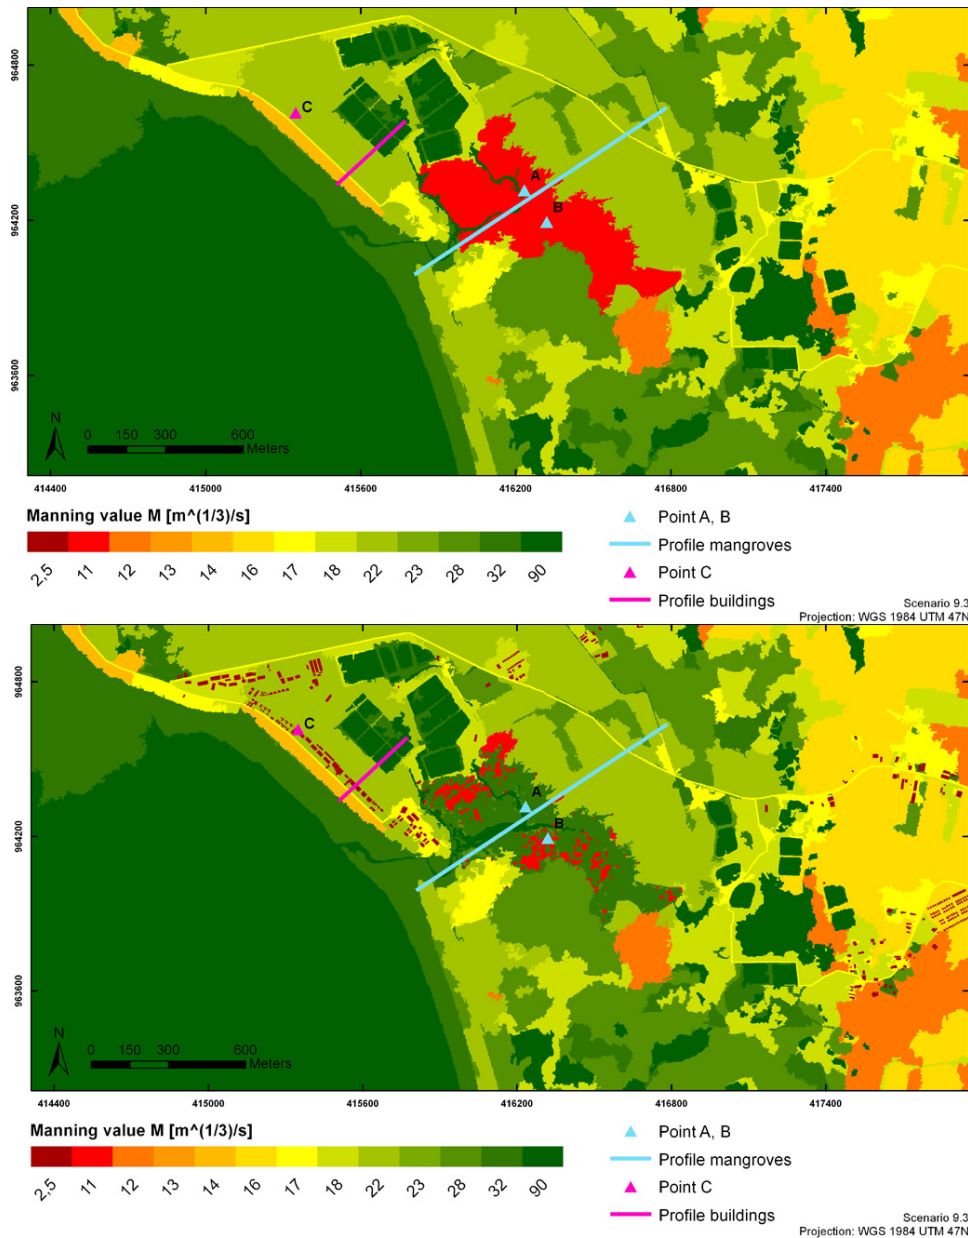 964800
964200
963600
C
A
B
N
0 150 300 600
Meters
414400 415000 415600 416200 416800 417400
Manning value M [m^(1/3)/s]
2,5 11 12 13 14 16 17 18 22 23 28 32 90
Point A, B
Profile mangroves
Point C
Profile buildings
Scenario 9.3
Projection: WGS 1984 UTM 47N
964800
964200
963600
C
A
B
N
0 150 300 600
Meters
414400 415000 415600 416200 416800 417400
Manning value M [m^(1/3)/s]
2,5 11 12 13 14 16 17 18 22 23 28 32 90
Point A, B
Profile mangroves
Point C
Profile buildings
Scenario 9.3
Projection: WGS 1984 UTM 47N